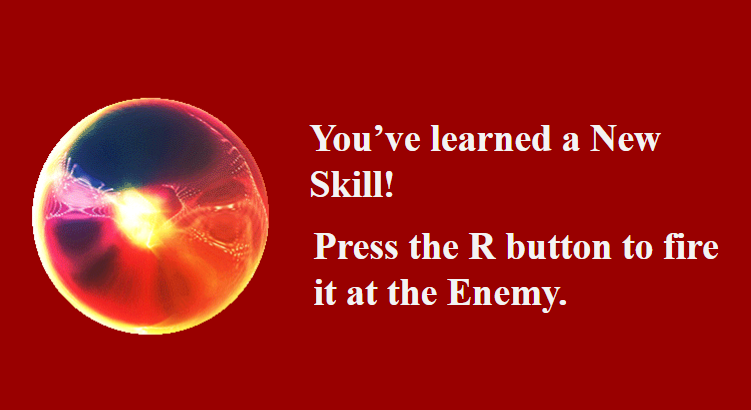 You’ve learned a New
Skill!
Press the R button to fire
it at the Enemy.